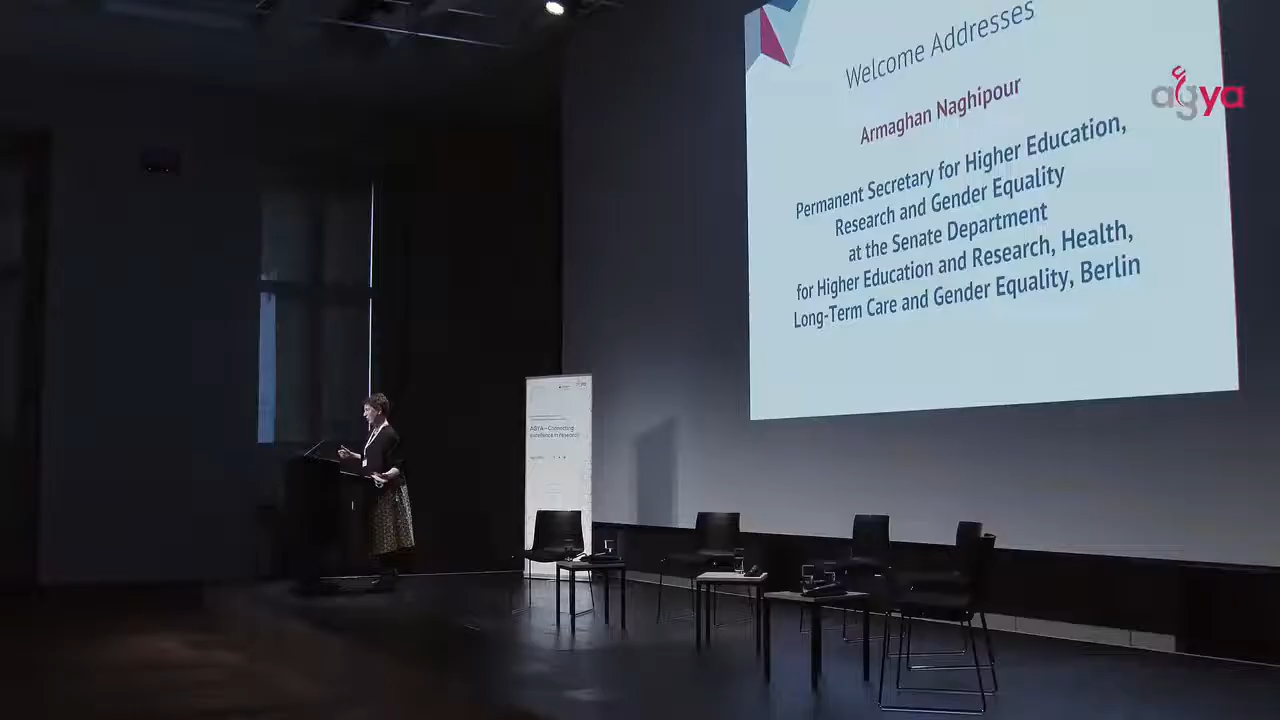 Welcome Addresses
Armaghan Naghipour
Permanent Secretary for Higher Education,
Research and Gender Equality
at the Senate Department
for Higher Education and Research, Health,
Long-Term Care and Gender Equality, Berlin
agya
AGYA – Connecting
excellence in research